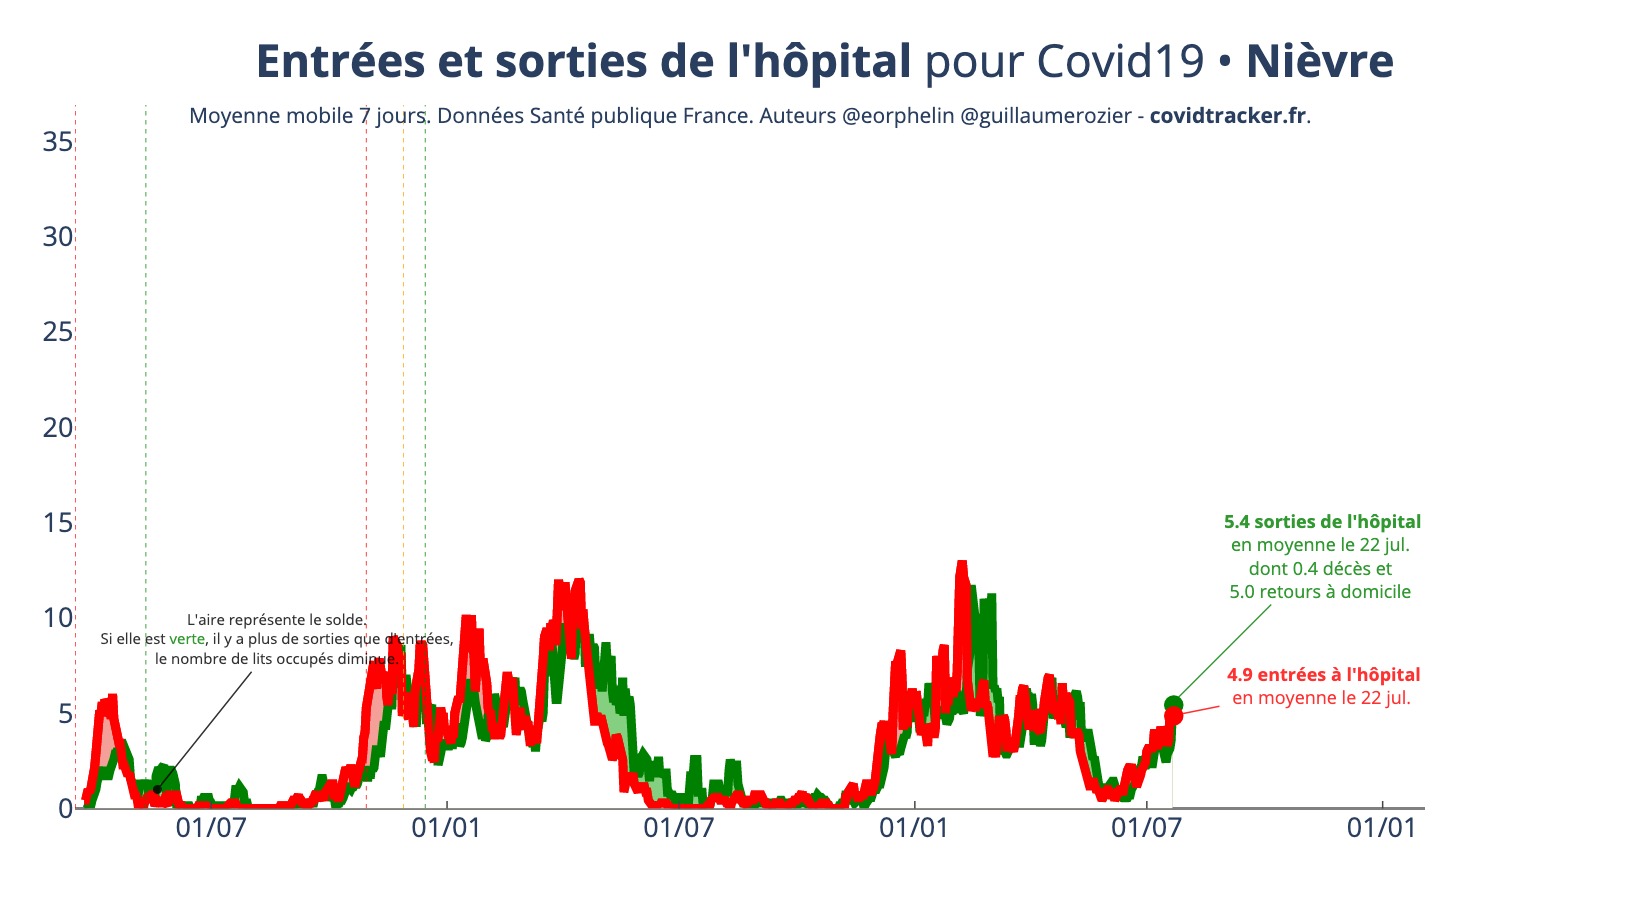 Entrées et sorties de l'hôpital pour Covid19 • Nièvre
Moyenne mobile 7 jours. Données Santé publique France. Auteurs @eorphelin @guillaumerozier - covidtracker.fr.
35
30
25
20
15
10
5
0
L'aire représente le solde.
Si elle est verte, il y a plus de sorties que d'entrées,
le nombre de lits occupés diminue.
5.4 sorties de l'hôpital
en moyenne le 22 jul.
dont 0.4 décès et
5.0 retours à domicile
4.9 entrées à l'hôpital
en moyenne le 22 jul.
01/07
01/01
01/07
01/01
01/07
01/01